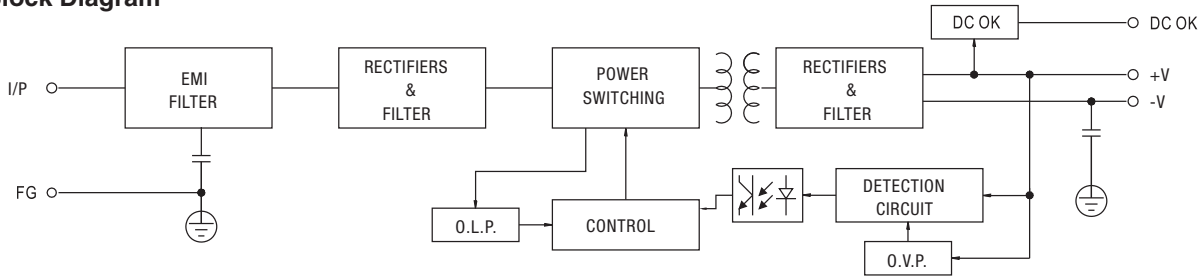 Block Diagram
DC OK
DC OK
I/P
EMI
FILTER
RECTIFIERS
&
FILTER
POWER
SWITCHING
RECTIFIERS
&
FILTER
+V
-V
FG
O.L.P.
CONTROL
DETECTION
CIRCUIT
O.V.P.